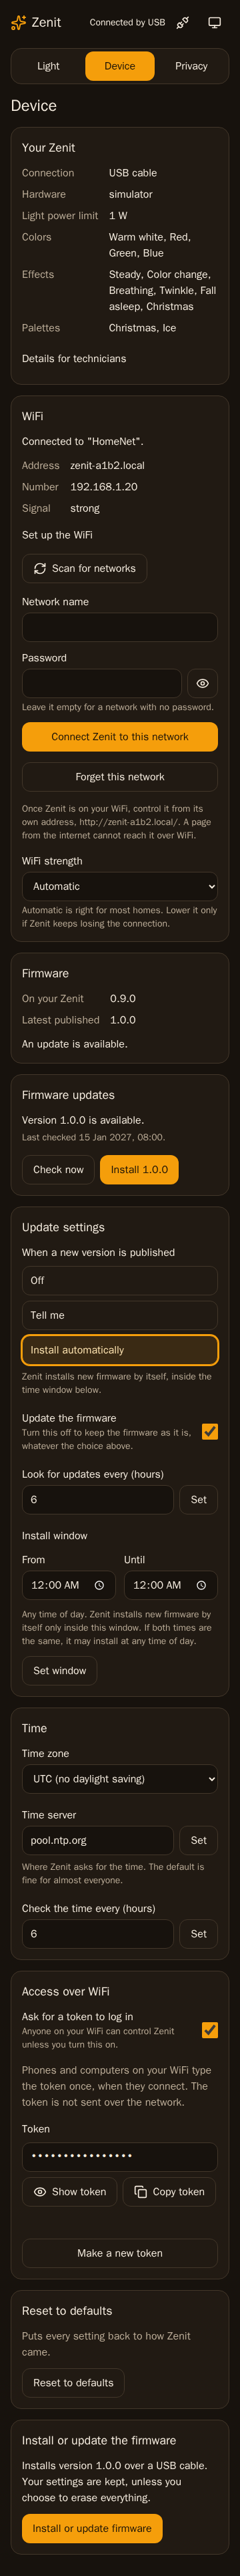 Zenit
Connected by USB
Light
Device
Privacy
Device
Your Zenit
Connection USB cable
Hardware simulator
Light power limit 1 W
Colors Warm white, Red,
Green, Blue
Effects Steady, Color change,
Breathing, Twinkle, Fall
asleep, Christmas
Palettes Christmas, Ice
Details for technicians
WiFi
Connected to "HomeNet".
Address zenit-a1b2.local
Number 192.168.1.20
Signal strong
Set up the WiFi
Scan for networks
Network name
Password
Leave it empty for a network with no password.
Connect Zenit to this network
Forget this network
Once Zenit is on your WiFi, control it from its
own address, http://zenit-a1b2.local/. A page
from the internet cannot reach it over WiFi.
WiFi strength
Automatic
Automatic is right for most homes. Lower it only
if Zenit keeps losing the connection.
Firmware
On your Zenit 0.9.0
Latest published 1.0.0
An update is available.
Firmware updates
Version 1.0.0 is available.
Last checked 15 Jan 2027, 08:00.
Check now
Install 1.0.0
Update settings
When a new version is published
Off
Tell me
Install automatically
Zenit installs new firmware by itself, inside the
time window below.
Update the firmware
Turn this off to keep the firmware as it is,
whatever the choice above.
Look for updates every (hours)
6
Set
Install window
From Until
12:00 AM 12:00 AM
Any time of day. Zenit installs new firmware by
itself only inside this window. If both times are
the same, it may install at any time of day.
Set window
Time
Time zone
UTC (no daylight saving)
Time server
pool.ntp.org
Set
Where Zenit asks for the time. The default is
fine for almost everyone.
Check the time every (hours)
6
Set
Access over WiFi
Ask for a token to log in
Anyone on your WiFi can control Zenit
unless you turn this on.
Phones and computers on your WiFi type
the token once, when they connect. The
token is not sent over the network.
Token
••••••••••••••••
Show token
Copy token
Make a new token
Reset to defaults
Puts every setting back to how Zenit
came.
Reset to defaults
Install or update the firmware
Installs version 1.0.0 over a USB cable.
Your settings are kept, unless you
choose to erase everything.
Install or update firmware